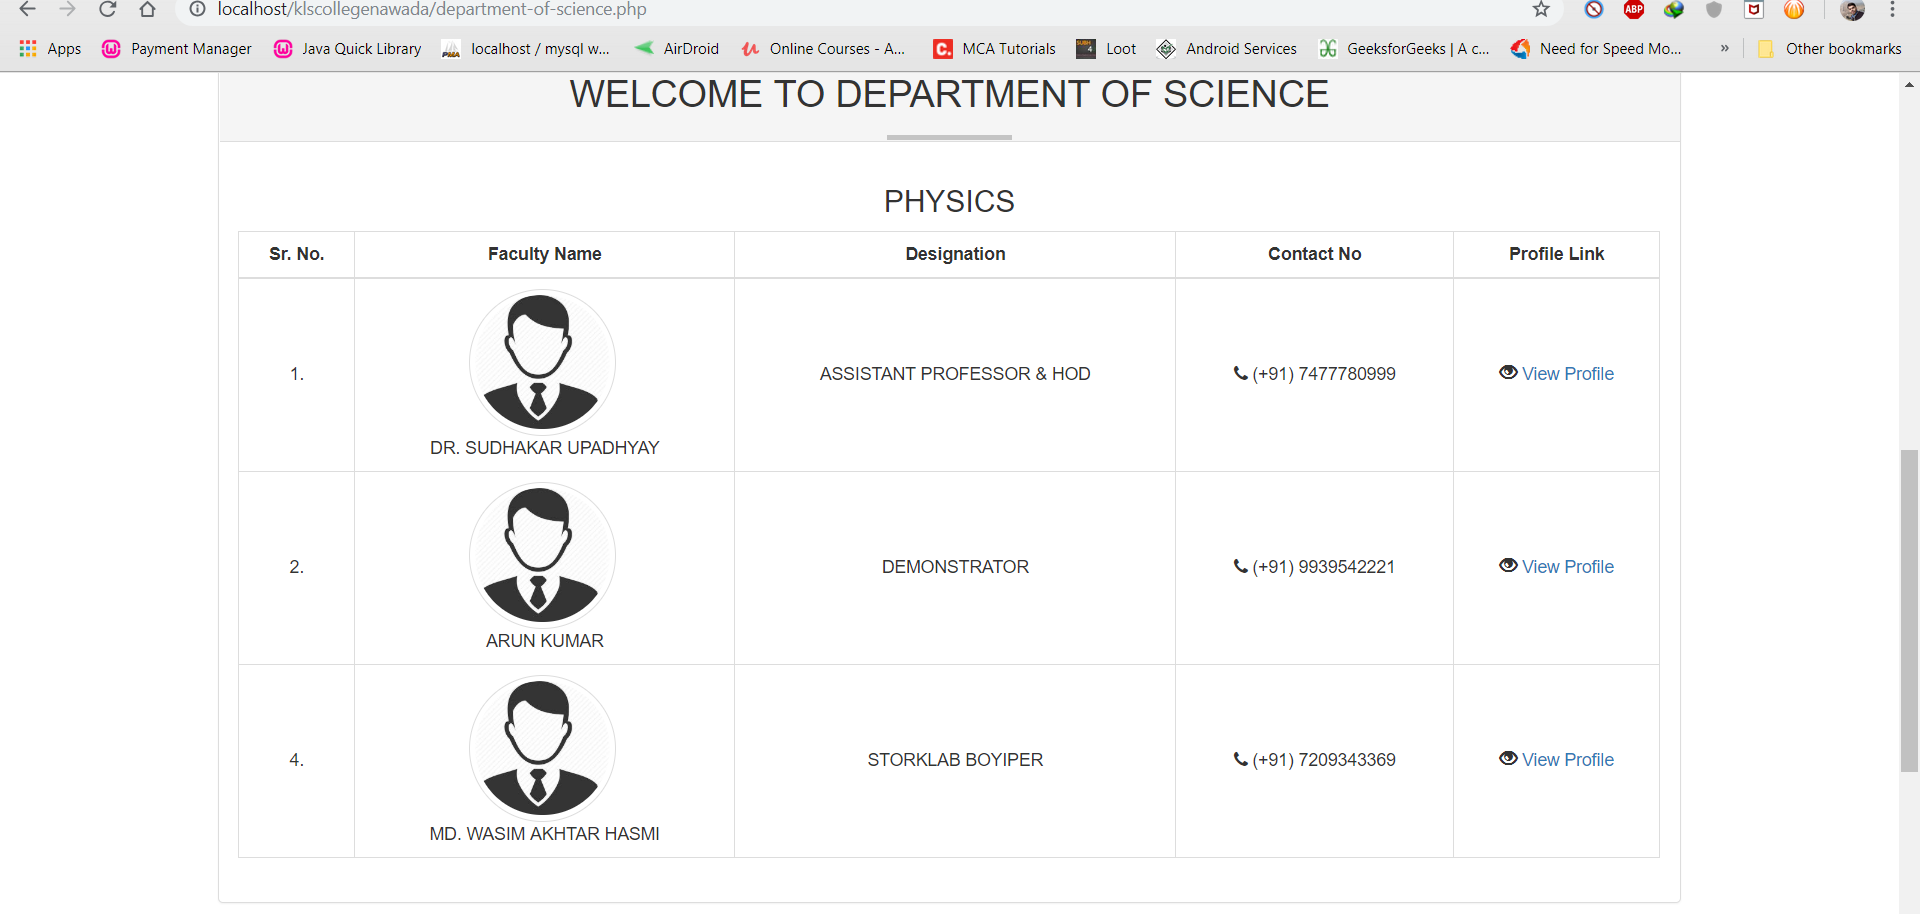 localhost/klscollegenawada/department-of-science.php
ABP
Apps Payment Manager Java Quick Library localhost / mysql w... AirDroid Online Courses - A... MCA Tutorials Loot Android Services GeeksforGeeks | A c... Need for Speed Mo... » Other bookmarks
WELCOME TO DEPARTMENT OF SCIENCE
PHYSICS
Sr. No. Faculty Name Designation Contact No Profile Link
1. DR. SUDHAKAR UPADHYAY ASSISTANT PROFESSOR & HOD (+91) 7477780999 View Profile
2. ARUN KUMAR DEMONSTRATOR (+91) 9939542221 View Profile
4. MD. WASIM AKHTAR HASMI STORKLAB BOYIPER (+91) 7209343369 View Profile